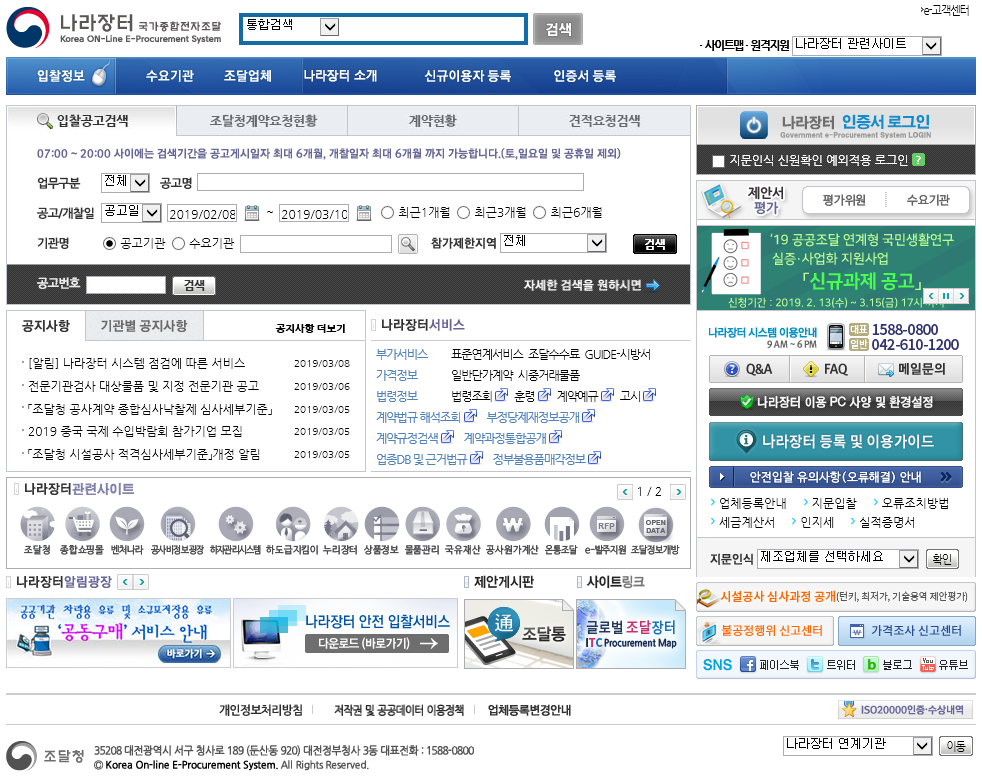 나라장터 국가종합전자조달
Korea ON-Line E-Procurement System
통합검색
검색
e-고객센터
· 사이트맵 · 원격지원
나라장터 관련사이트
입찰정보
수요기관
조달업체
나라장터 소개
신규이용자 등록
인증서 등록
입찰공고검색
조달청계약요청현황
계약현황
견적요청검색
07:00 ~ 20:00 사이에는 검색기간을 공고게시일자 최대 6개월, 개찰일자 최대 6개월 까지 가능합니다.(토,일요일 및 공휴일 제외)
업무구분 전체 공고명
공고/개찰일 공고일 2019/02/08 ~ 2019/03/10 최근1개월 최근3개월 최근6개월
기관명 공고기관 수요기관 참가제한지역 전체 검색
공고번호 검색 자세한 검색을 원하시면
나라장터 인증서 로그인
Government e-Procurement System LOGIN
지문인식 신원확인 예외적용 로그인 ?
제안서 평가
평가위원
수요기관
'19 공공조달 연계형 국민생활연구
실증·사업화 지원사업
「신규과제 공고」
신청기간 : 2019. 2. 13(수) ~ 3.15(금) 17시
공지사항
기관별 공지사항
공지사항 더보기
· [알림] 나라장터 시스템 점검에 따른 서비스 2019/03/08
· 전문기관검사 대상물품 및 지정 전문기관 공고 2019/03/06
· 「조달청 공사계약 종합심사낙찰제 심사세부기준」 2019/03/05
· 2019 중국 국제 수입박람회 참가기업 모집 2019/03/05
· 「조달청 시설공사 적격심사세부기준」개정 알림 2019/03/05
나라장터서비스
부가서비스 표준연계서비스 조달수수료 GUIDE-시방서
가격정보 일반단가계약 시중거래물품
법령정보 법령조회 훈령 계약예규 고시
계약법규 해석조회 부정당제재정보공개
계약규정검색 계약과정통합공개
업종DB 및 근거법규 정부불용품매각정보
나라장터 시스템 이용안내
9 AM ~ 6 PM
대표 1588-0800
일반 042-610-1200
Q&A
FAQ
메일문의
나라장터 이용 PC 사양 및 환경설정
나라장터 등록 및 이용가이드
안전입찰 유의사항(오류해결) 안내
업체등록안내 지문입찰 오류조치방법
세금계산서 인지세 실적증명서
지문인식 제조업체를 선택하세요 확인
나라장터관련사이트
1 / 2
조달청
종합쇼핑몰
벤처나라
공사비정보광장
하자관리시스템
하도급지킴이
누리장터
상품정보
물품관리
국유재산
공사원가계산
온통조달
RFP
e-발주지원
OPEN DATA
조달정보개방
나라장터알림광장
공공기관 차량용 유류 및 소규모저장용 유류
'공동구매' 서비스 안내
바로가기
나라장터 안전 입찰서비스
다운로드 (바로가기)
제안게시판
通 조달통
사이트링크
글로벌 조달장터
ITC Procurement Map
시설공사 심사과정 공개(턴키, 최저가, 기술용역 제안평가)
불공정행위 신고센터
가격조사 신고센터
SNS 페이스북 트위터 블로그 유튜브
개인정보처리방침
저작권 및 공공데이터 이용정책
업체등록변경안내
ISO20000인증·수상내역
조달청
35208 대전광역시 서구 청사로 189 (둔산동 920) 대전정부청사 3동 대표전화 : 1588-0800
© Korea On-line E-Procurement System. All Rights Reserved.
나라장터 연계기관
이동